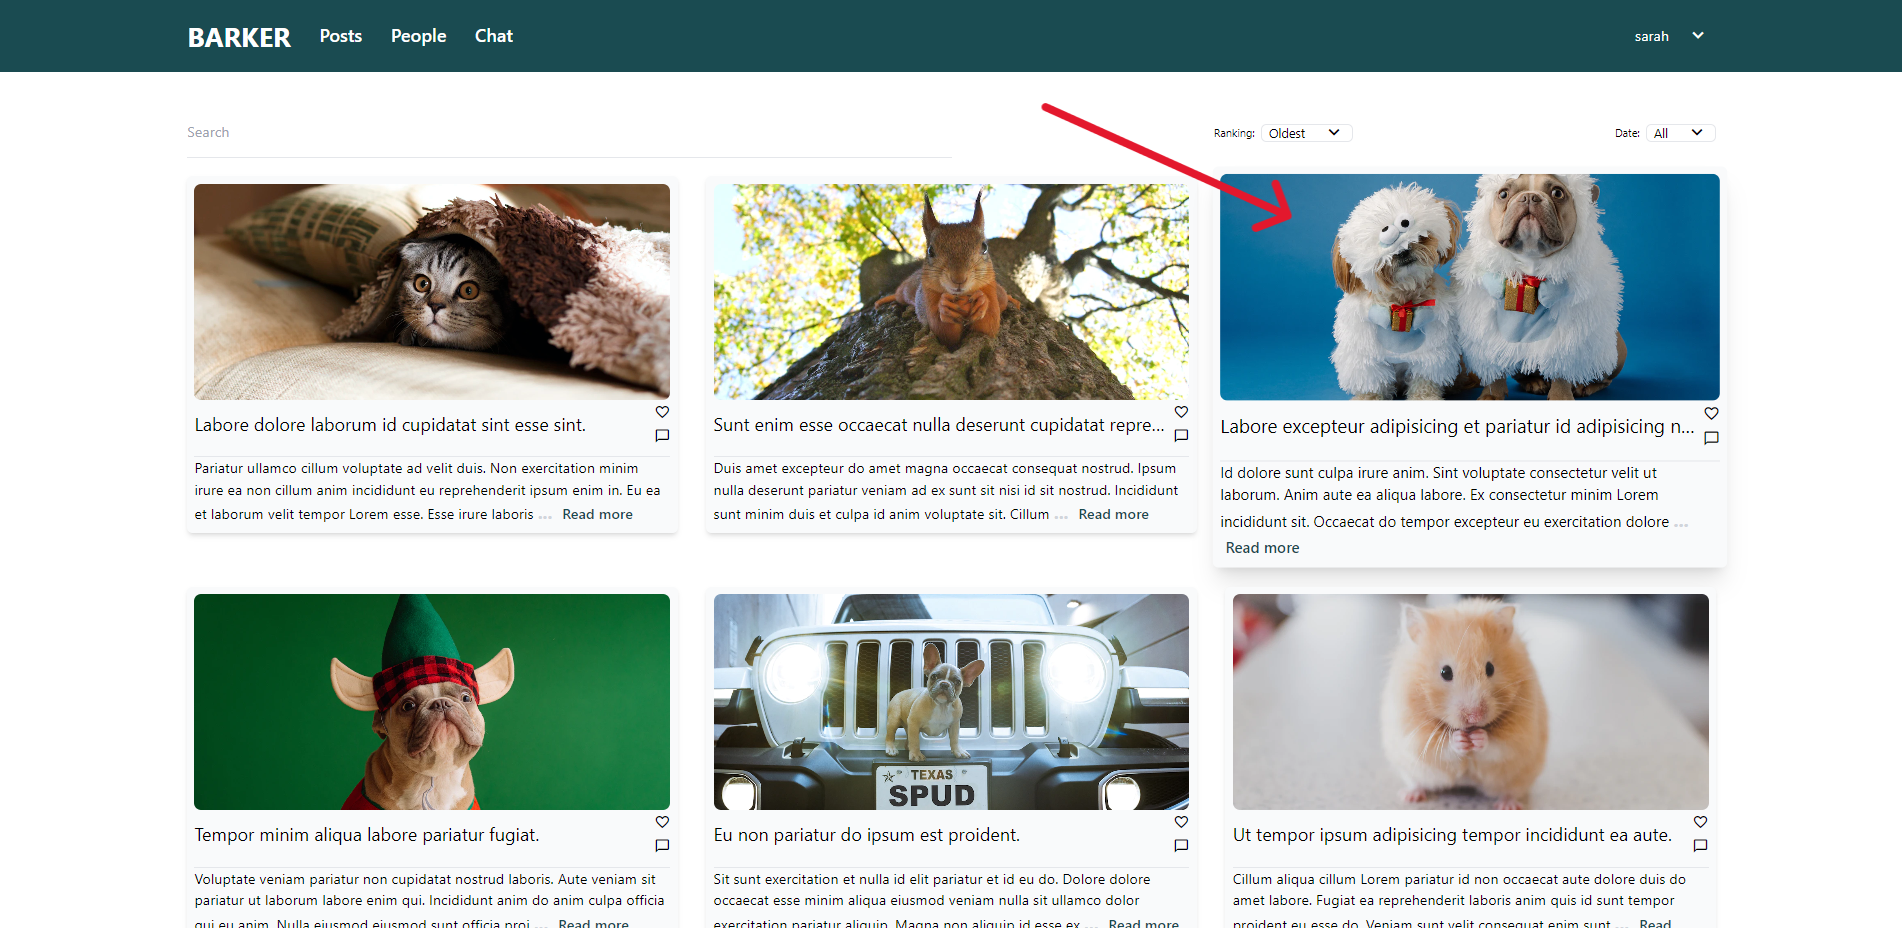 BARKER Posts People Chat sarah
Search
Ranking: Oldest Date: All
Labore dolore laborum id cupidatat sint esse sint.
Pariatur ullamco cillum voluptate ad velit duis. Non exercitation minim
irure ea non cillum anim incididunt eu reprehenderit ipsum enim in. Eu ea
et laborum velit tempor Lorem esse. Esse irure laboris ... Read more
Sunt enim esse occaecat nulla deserunt cupidatat repre...
Duis amet excepteur do amet magna occaecat consequat nostrud. Ipsum
nulla deserunt pariatur veniam ad ex sunt sit nisi id sit nostrud. Incididunt
sunt minim duis et culpa id anim voluptate sit. Cillum ... Read more
Labore excepteur adipisicing et pariatur id adipisicing n...
Id dolore sunt culpa irure anim. Sint voluptate consectetur velit ut
laborum. Anim aute ea aliqua labore. Ex consectetur minim Lorem
incididunt sit. Occaecat do tempor excepteur eu exercitation dolore ...
Read more
Tempor minim aliqua labore pariatur fugiat.
Voluptate veniam pariatur non cupidatat nostrud laboris. Aute veniam sit
pariatur ut laborum labore enim qui. Incididunt anim do anim culpa officia
qui eu anim. Nulla eiusmod eiusmod sunt officia proi ... Read more
TEXAS
SPUD
Eu non pariatur do ipsum est proident.
Sit sunt exercitation et nulla id elit pariatur et id eu do. Dolore dolore
occaecat esse minim aliqua eiusmod veniam nulla sit ullamco dolor
exercitation pariatur aliquip. Magna non aliquip id esse ex ... Read more
Ut tempor ipsum adipisicing tempor incididunt ea aute.
Cillum aliqua cillum Lorem pariatur id non occaecat aute dolore duis do
amet labore. Fugiat ea reprehenderit laboris anim quis id sunt tempor
proident eu esse do. Veniam sunt velit consequat enim sunt ... Read